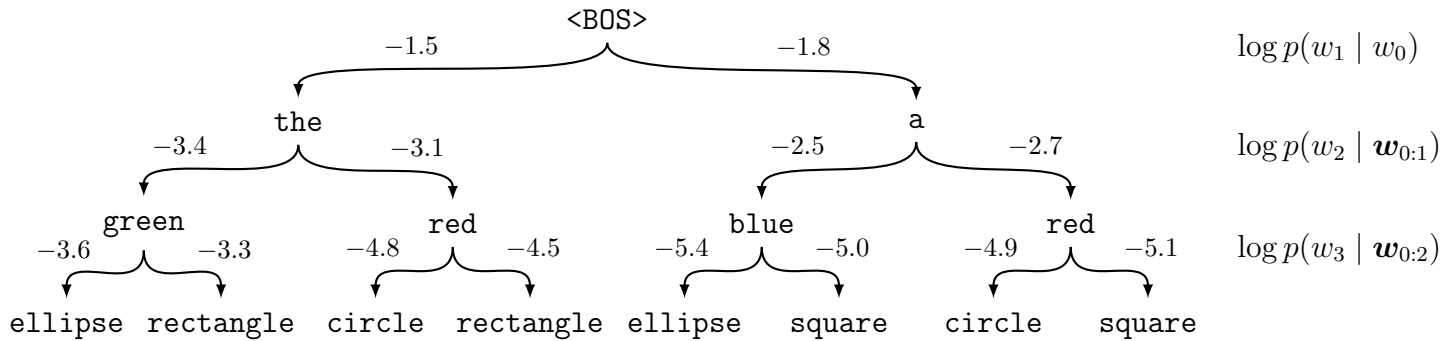 <BOS>
−1.5 −1.8 log p(w₁ | w₀)
the a
−3.4 −3.1 −2.5 −2.7 log p(w₂ | w₀:₁)
green red blue red
−3.6 −3.3 −4.8 −4.5 −5.4 −5.0 −4.9 −5.1 log p(w₃ | w₀:₂)
ellipse rectangle circle rectangle ellipse square circle square